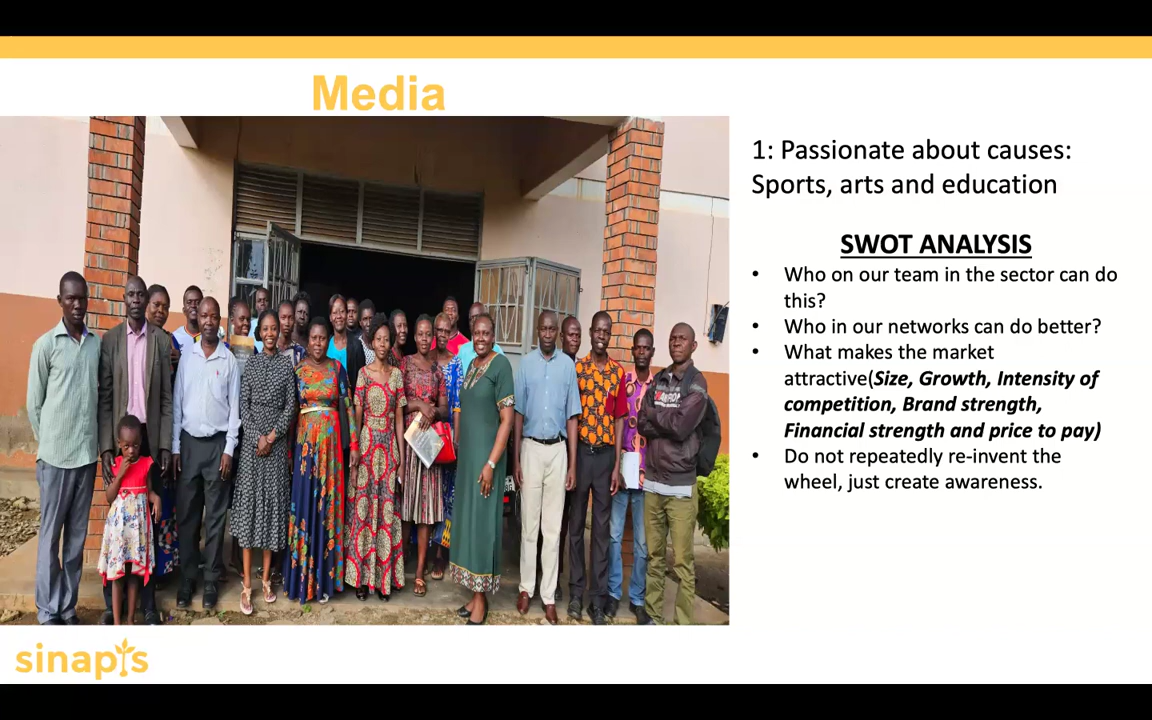 Media
1: Passionate about causes:
Sports, arts and education
SWOT ANALYSIS
• Who on our team in the sector can do
this?
• Who in our networks can do better?
• What makes the market
attractive(Size, Growth, Intensity of
competition, Brand strength,
Financial strength and price to pay)
• Do not repeatedly re-invent the
wheel, just create awareness.
sinapis